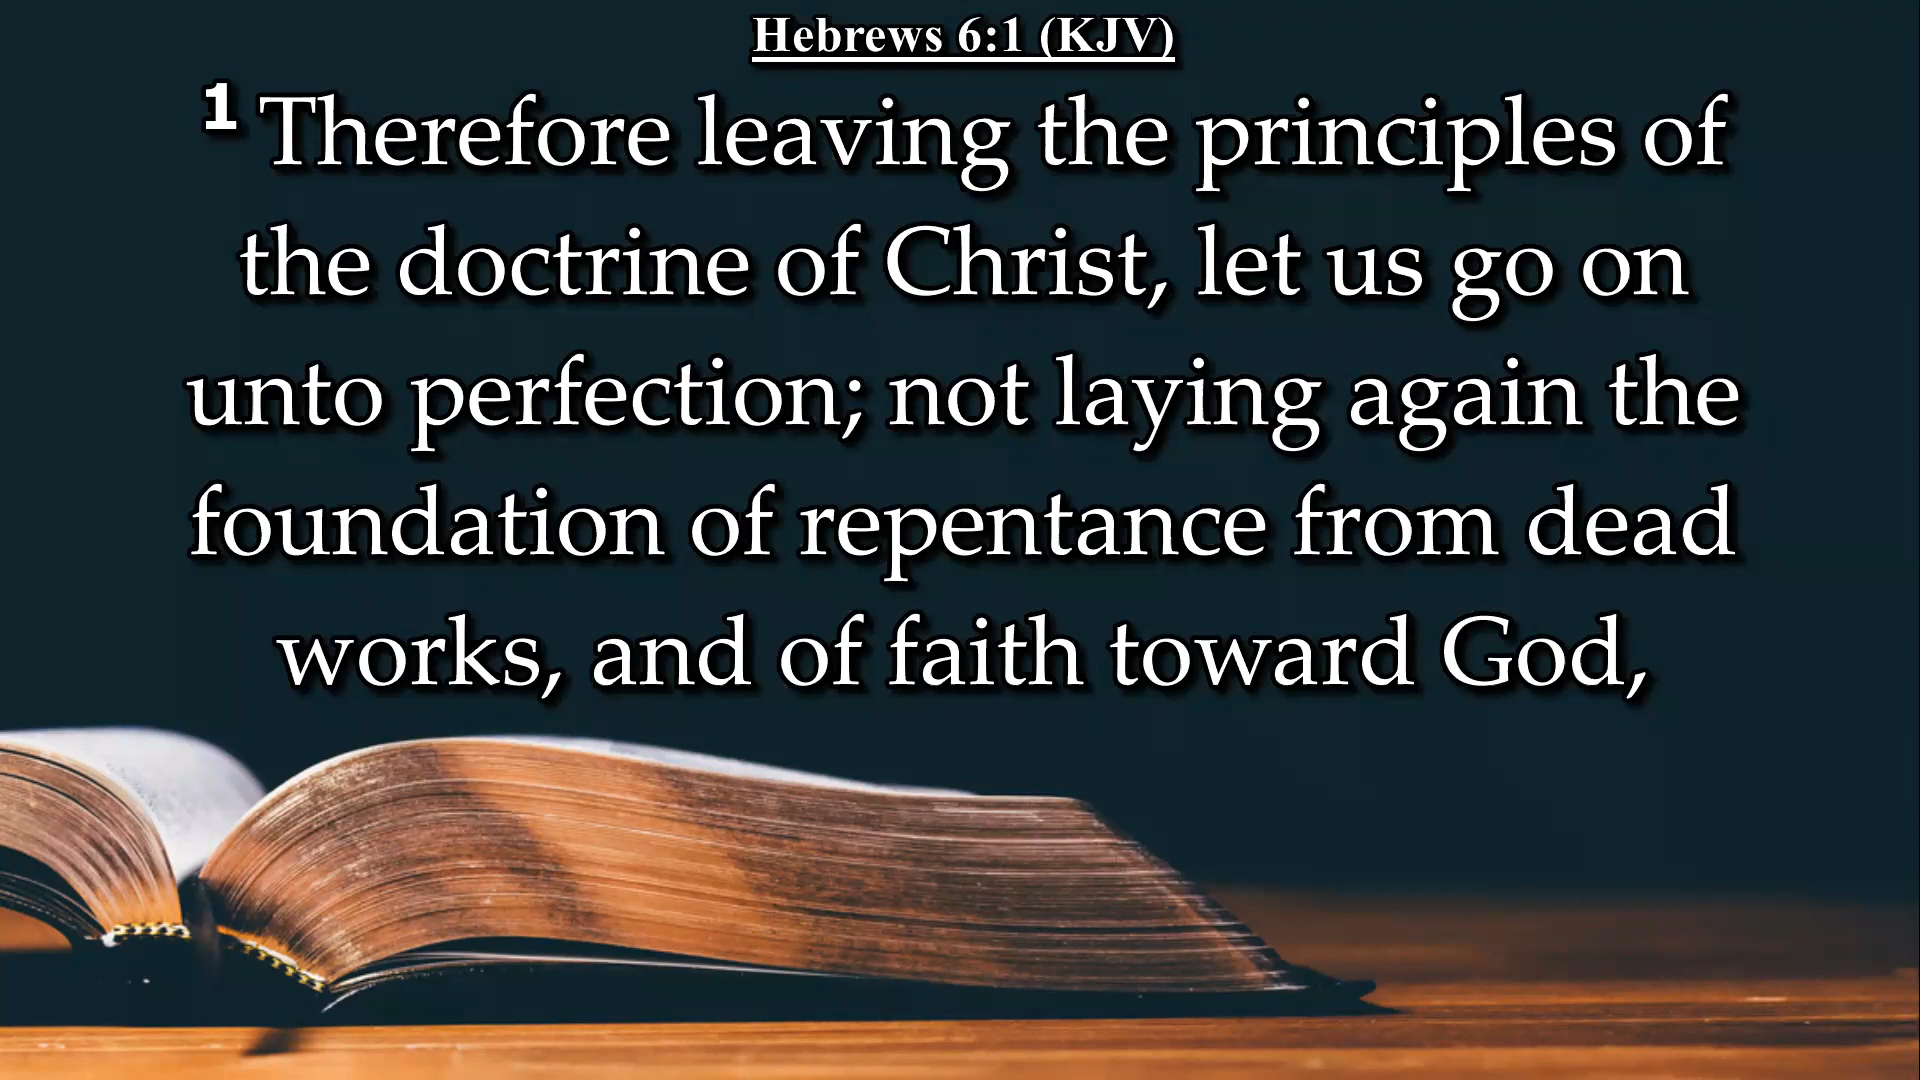 Hebrews 6:1 (KJV)
1 Therefore leaving the principles of
the doctrine of Christ, let us go on
unto perfection; not laying again the
foundation of repentance from dead
works, and of faith toward God,